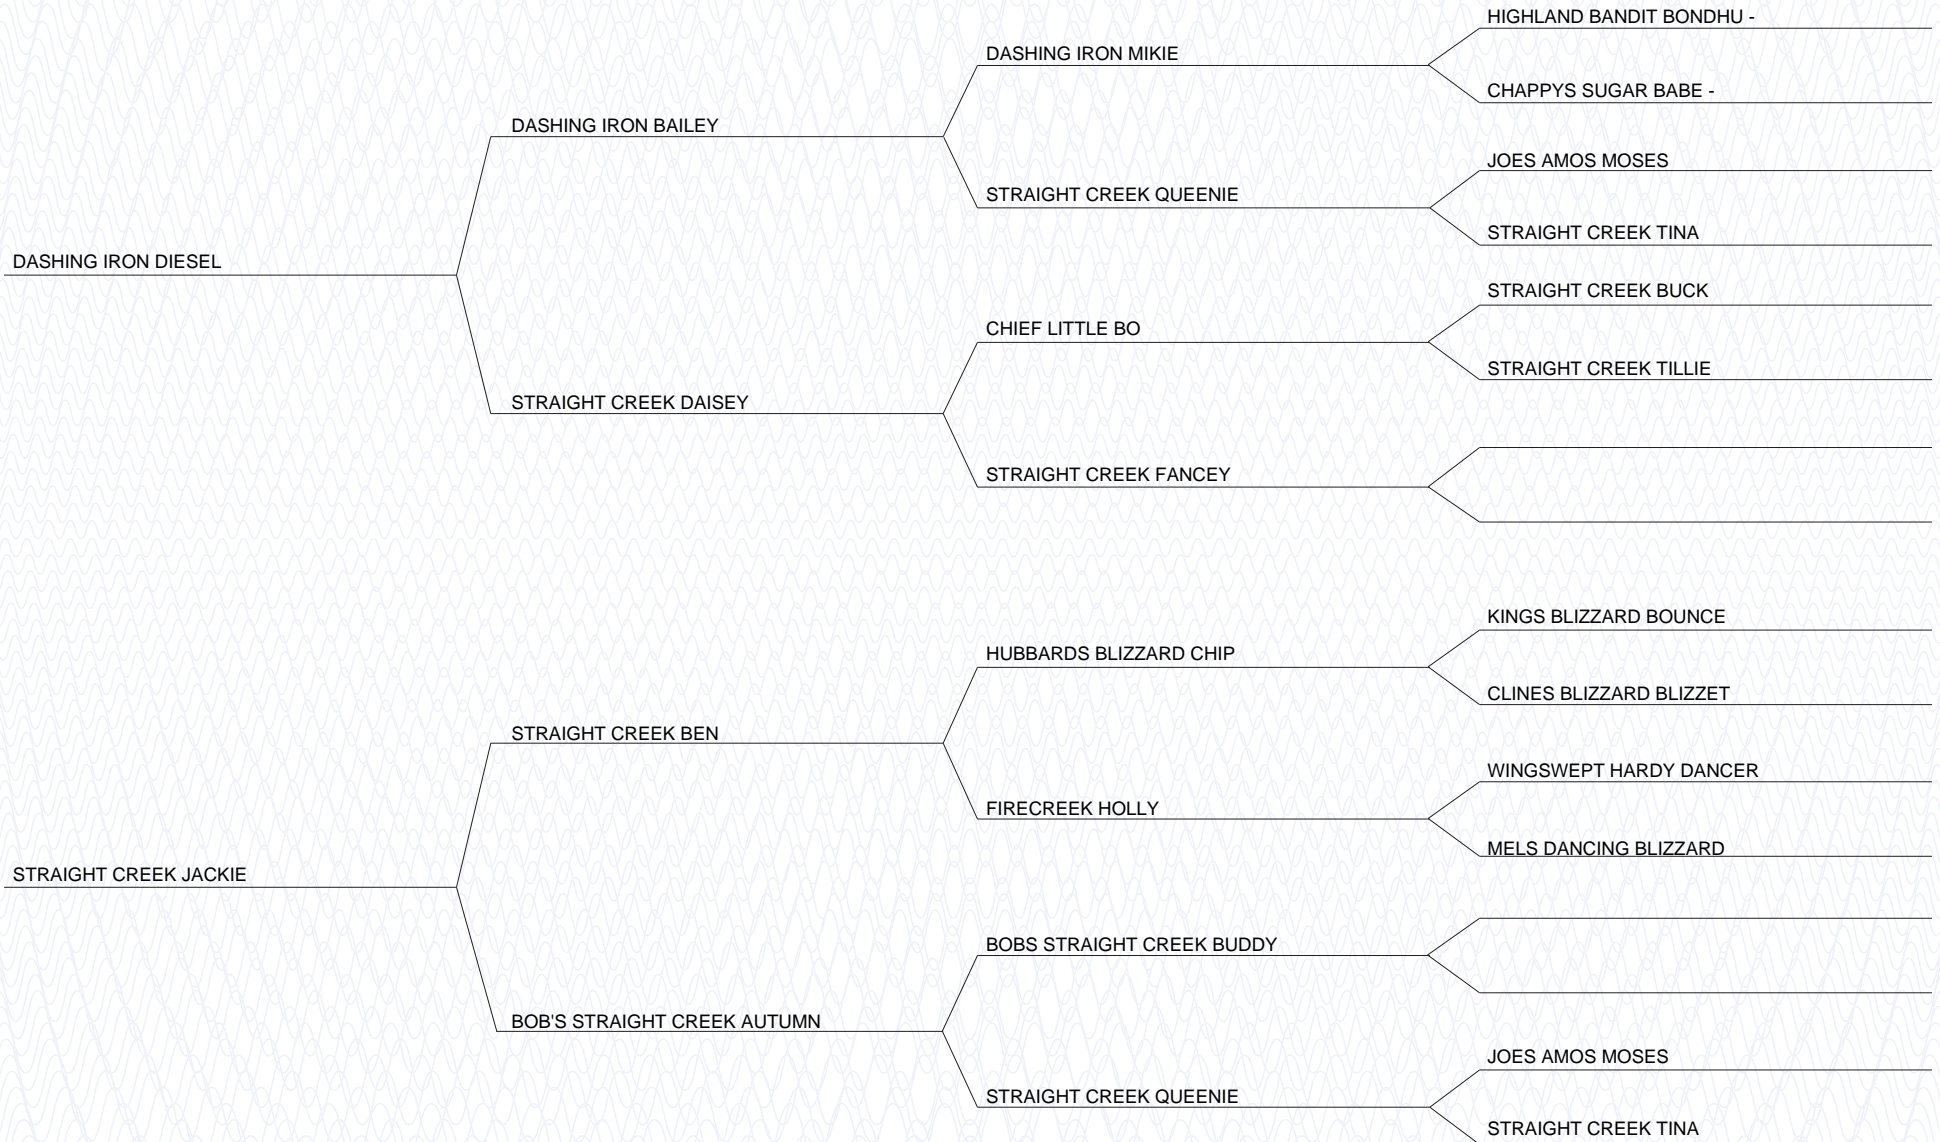 HIGHLAND BANDIT BONDHU -
DASHING IRON MIKIE
CHAPPYS SUGAR BABE -
DASHING IRON BAILEY
JOES AMOS MOSES
STRAIGHT CREEK QUEENIE
STRAIGHT CREEK TINA
DASHING IRON DIESEL
STRAIGHT CREEK BUCK
CHIEF LITTLE BO
STRAIGHT CREEK TILLIE
STRAIGHT CREEK DAISEY
STRAIGHT CREEK FANCEY
KINGS BLIZZARD BOUNCE
HUBBARDS BLIZZARD CHIP
CLINES BLIZZARD BLIZZET
STRAIGHT CREEK BEN
WINGSWEPT HARDY DANCER
FIRECREEK HOLLY
MELS DANCING BLIZZARD
STRAIGHT CREEK JACKIE
BOBS STRAIGHT CREEK BUDDY
BOB'S STRAIGHT CREEK AUTUMN
JOES AMOS MOSES
STRAIGHT CREEK QUEENIE
STRAIGHT CREEK TINA